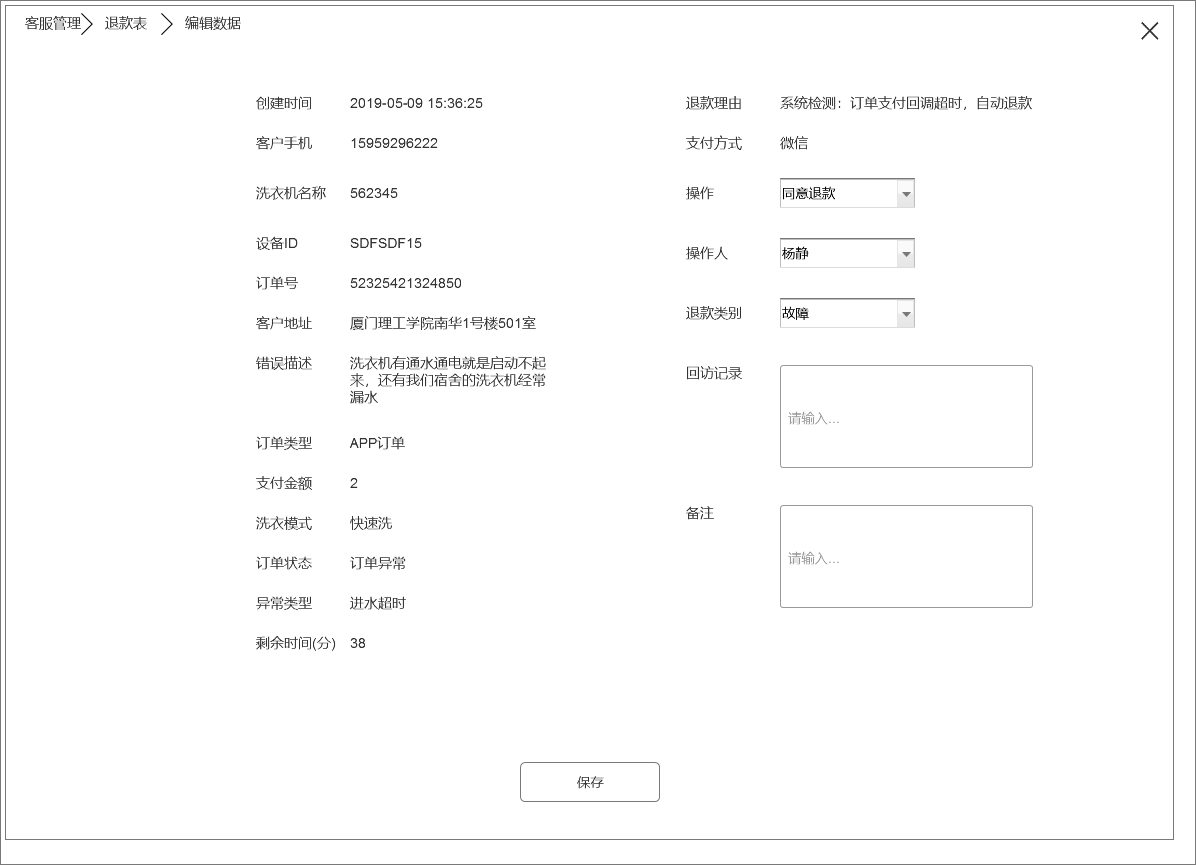 客服管理 退款表 编辑数据
创建时间 2019-05-09 15:36:25
客户手机 15959296222
洗衣机名称 562345
设备ID SDFSDF15
订单号 52325421324850
客户地址 厦门理工学院南华1号楼501室
错误描述 洗衣机有通水通电就是启动不起
来，还有我们宿舍的洗衣机经常
漏水
订单类型 APP订单
支付金额 2
洗衣模式 快速洗
订单状态 订单异常
异常类型 进水超时
剩余时间(分) 38
退款理由 系统检测：订单支付回调超时，自动退款
支付方式 微信
操作 同意退款
操作人 杨静
退款类别 故障
回访记录
请输入...
备注
请输入...
保存